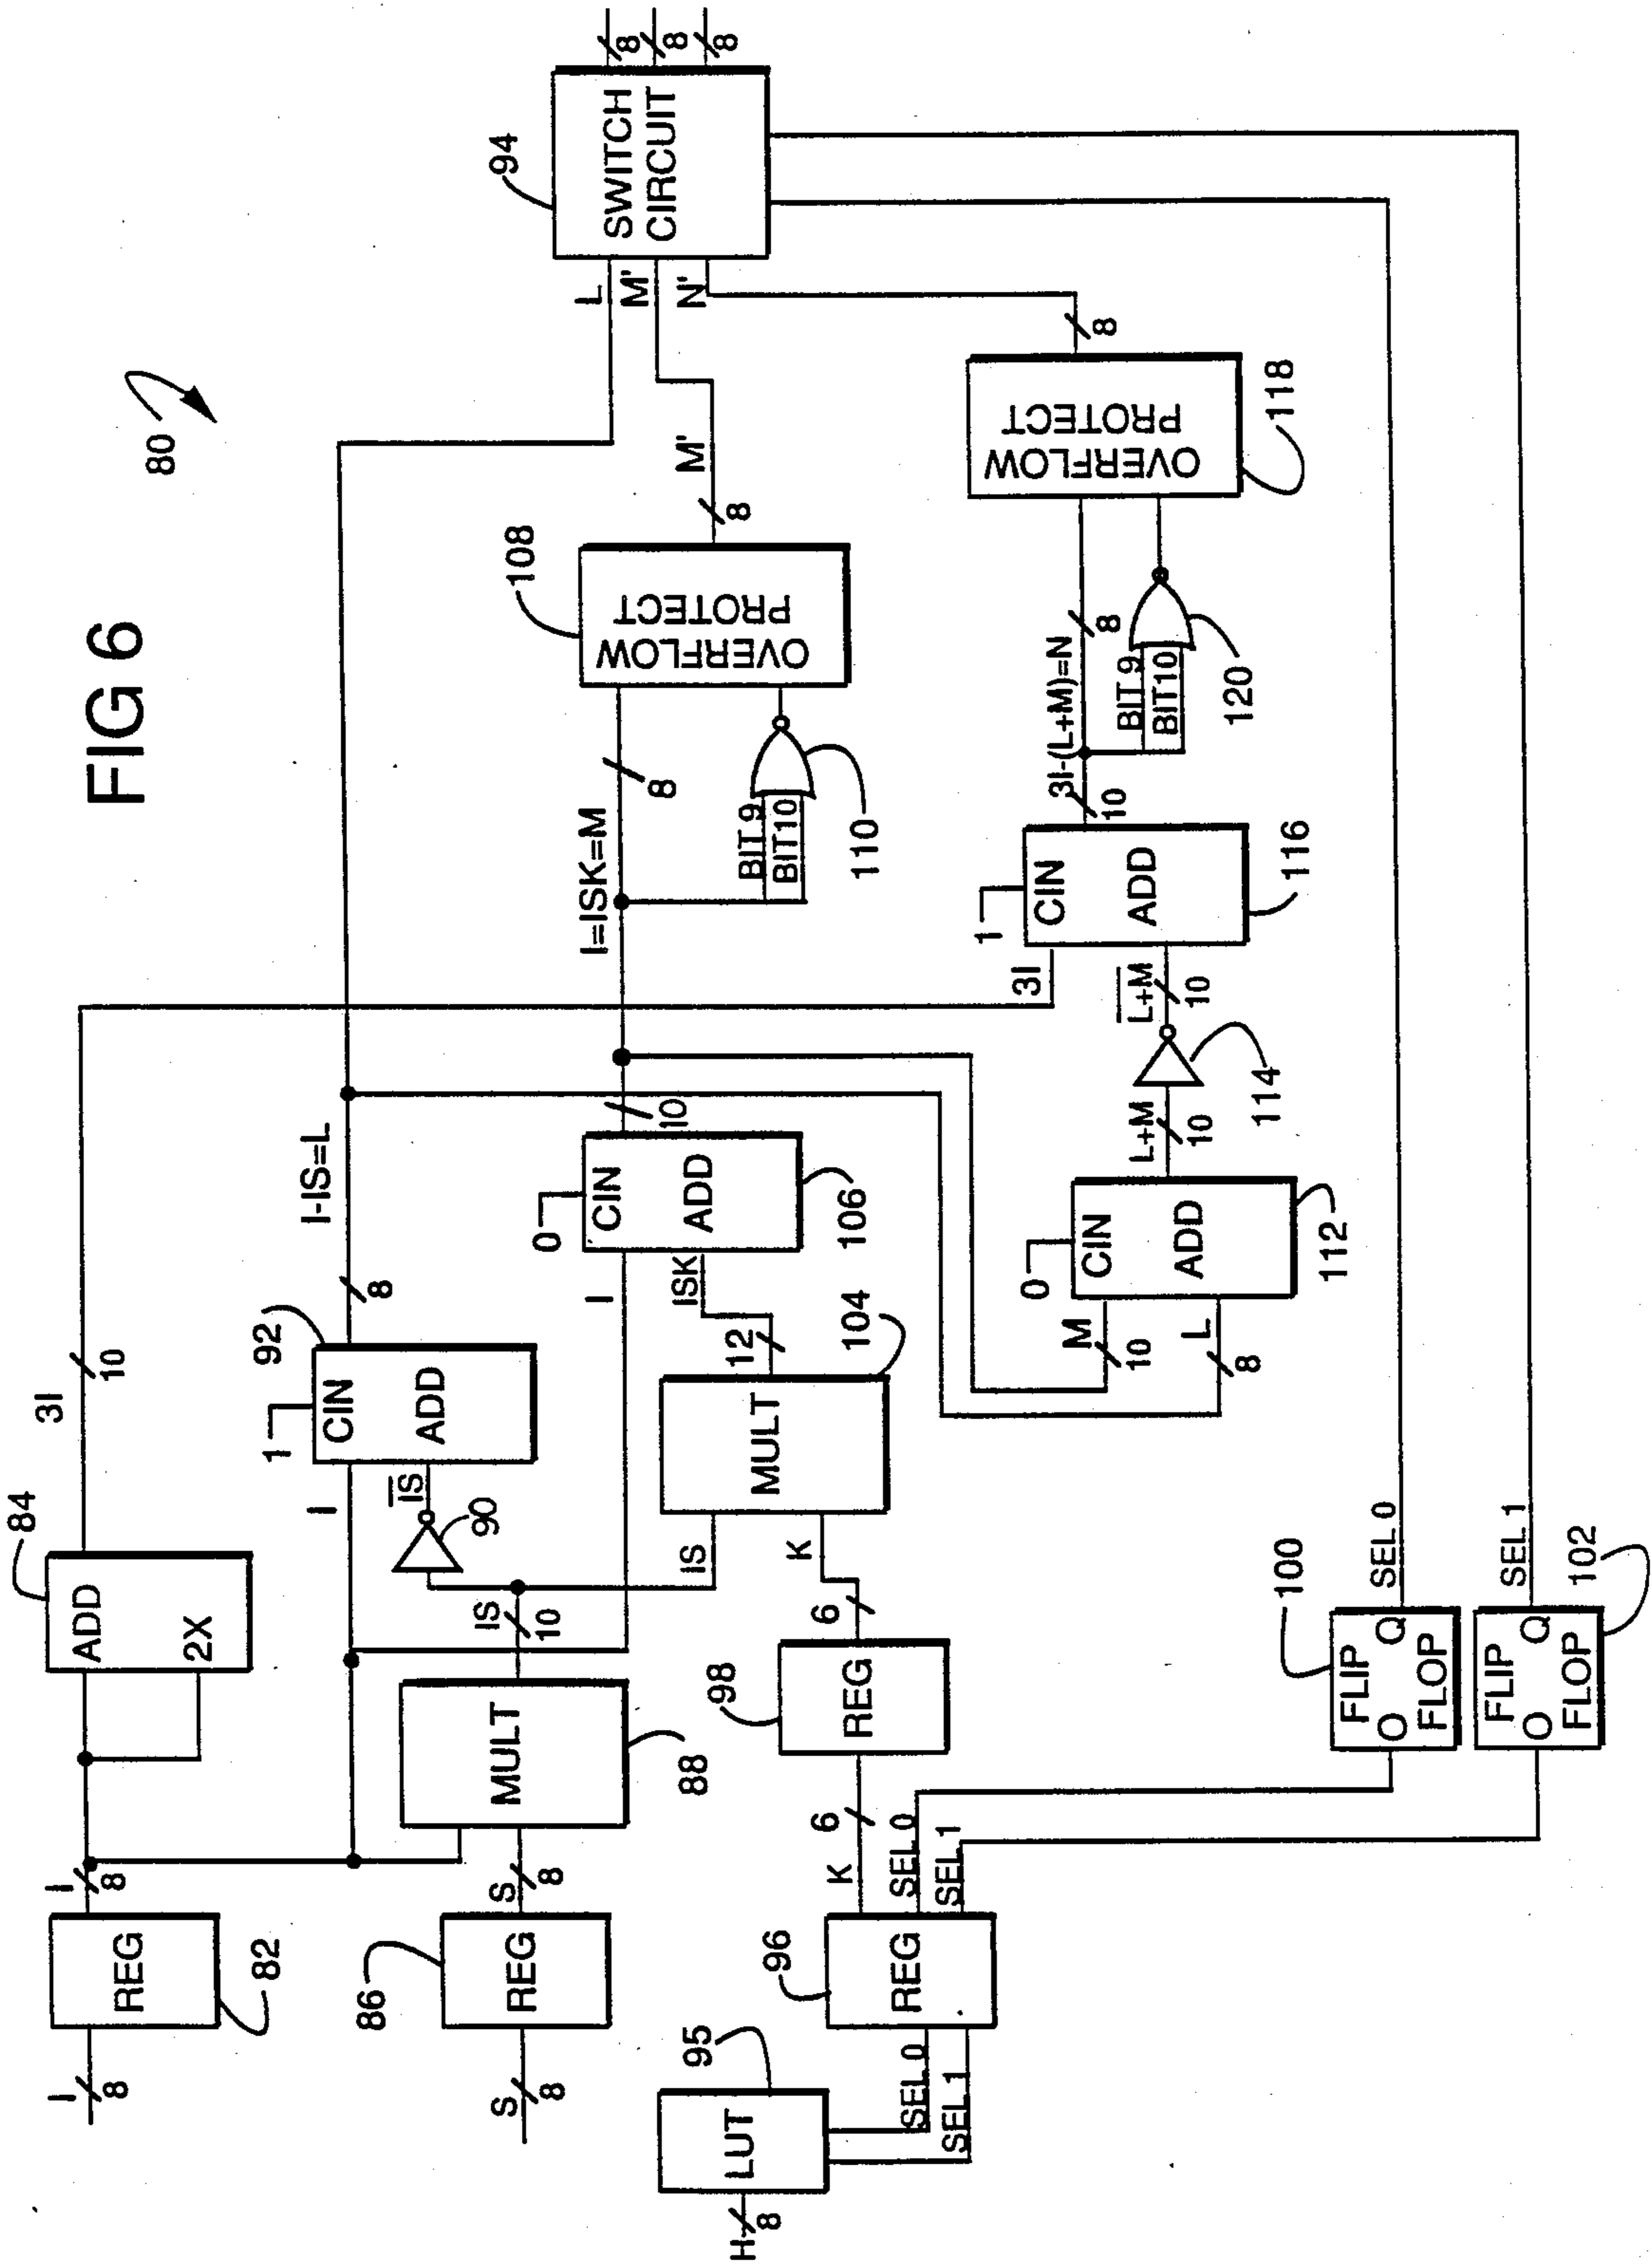 FIG 6
80
I
8
REG
82
I
8
ADD
2X
84
3I
10
S
8
REG
86
S
8
MULT
88
IS
10
90
IS
I
1
CIN
ADD
92
8
I-IS=L
H
8
LUT
95
SEL 0
SEL 1
REG
96
K
6
SEL 0
SEL 1
REG
98
6
K
IS
MULT
104
12
ISK
I
0
CIN
ADD
106
10
I=ISK=M
8
BIT 9
BIT10
110
OVERFLOW
PROTECT
108
8
M'
M
10
L
8
0
CIN
ADD
112
L+M
10
114
L+M
10
3I
1
CIN
ADD
116
10
3I-(L+M)=N
8
BIT 9
BIT10
120
OVERFLOW
PROTECT
118
8
L
M'
N'
SWITCH
CIRCUIT
94
8
8
8
FLIP
O Q
FLOP
100
SEL 0
FLIP
O Q
FLOP
102
SEL 1